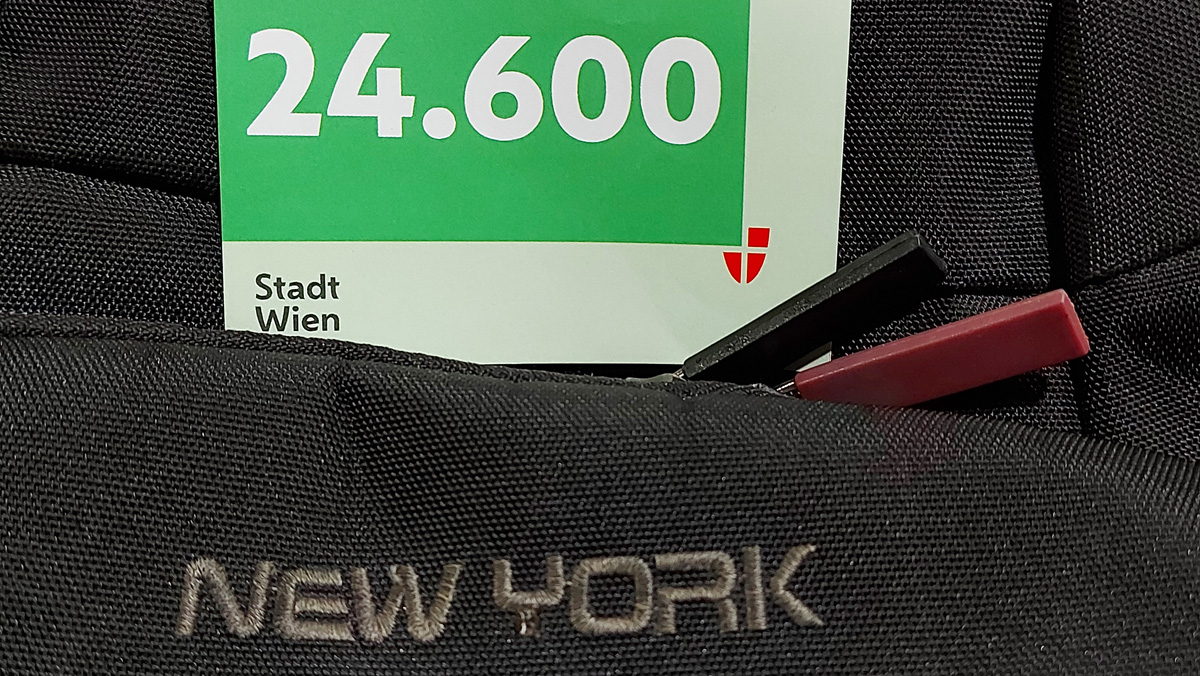 24.600
Stadt
Wien
NEW YORK